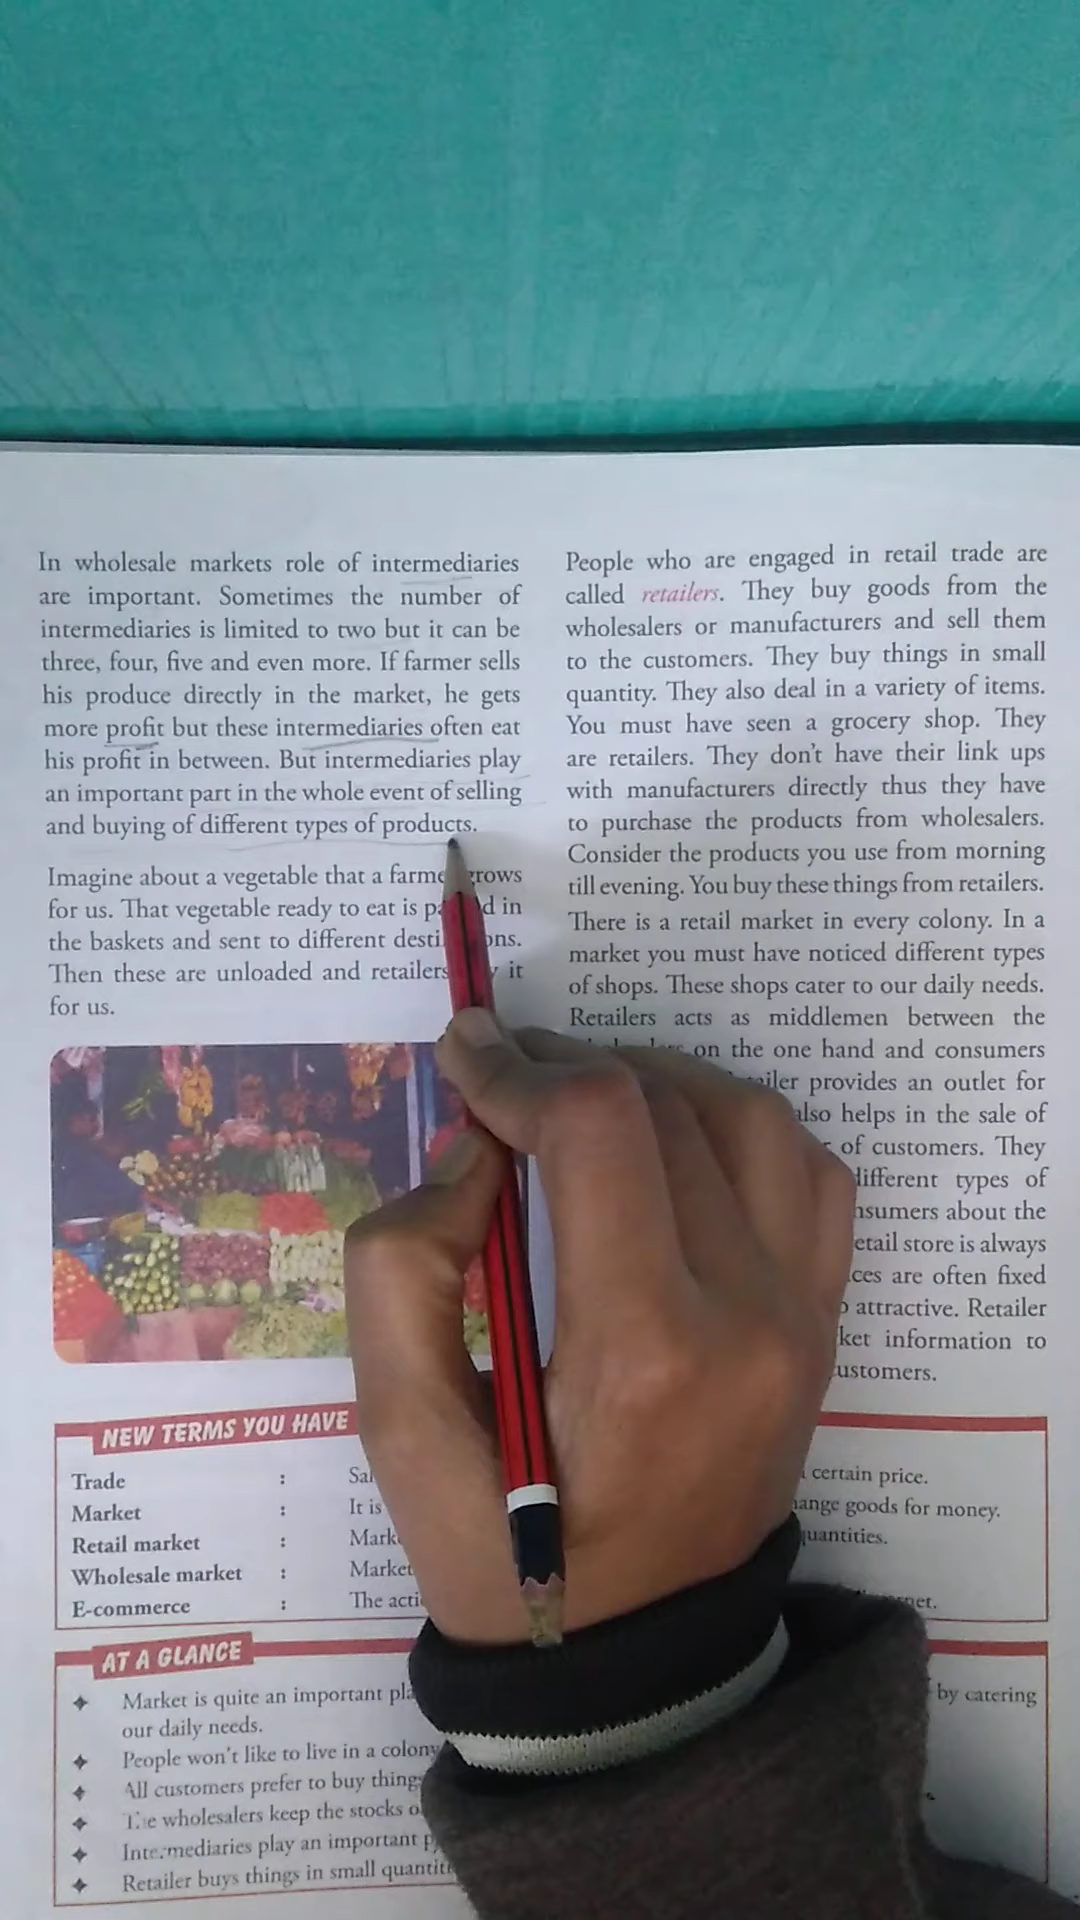 In wholesale markets role of intermediaries
are important. Sometimes the number of
intermediaries is limited to two but it can be
three, four, five and even more. If farmer sells
his produce directly in the market, he gets
more profit but these intermediaries often eat
his profit in between. But intermediaries play
an important part in the whole event of selling
and buying of different types of products.
Imagine about a vegetable that a farme rows
for us. That vegetable ready to eat is pa d in
the baskets and sent to different desti ons.
Then these are unloaded and retailers y it
for us.
People who are engaged in retail trade are
called retailers. They buy goods from the
wholesalers or manufacturers and sell them
to the customers. They buy things in small
quantity. They also deal in a variety of items.
You must have seen a grocery shop. They
are retailers. They don't have their link ups
with manufacturers directly thus they have
to purchase the products from wholesalers.
Consider the products you use from morning
till evening. You buy these things from retailers.
There is a retail market in every colony. In a
market you must have noticed different types
of shops. These shops cater to our daily needs.
Retailers acts as middlemen between the
on the one hand and consumers
ailer provides an outlet for
also helps in the sale of
of customers. They
different types of
nsumers about the
etail store is always
ces are often fixed
attractive. Retailer
ket information to
ustomers.
NEW TERMS YOU HAVE
Trade : Sal certain price.
Market : It is ange goods for money.
Retail market : Mark quantities.
Wholesale market : Market
E-commerce : The acti net.
AT A GLANCE
Market is quite an important pla by catering
our daily needs.
People won't like to live in a colony
All customers prefer to buy thing
The wholesalers keep the stocks o
Intermediaries play an important p
Retailer buys things in small quantiti